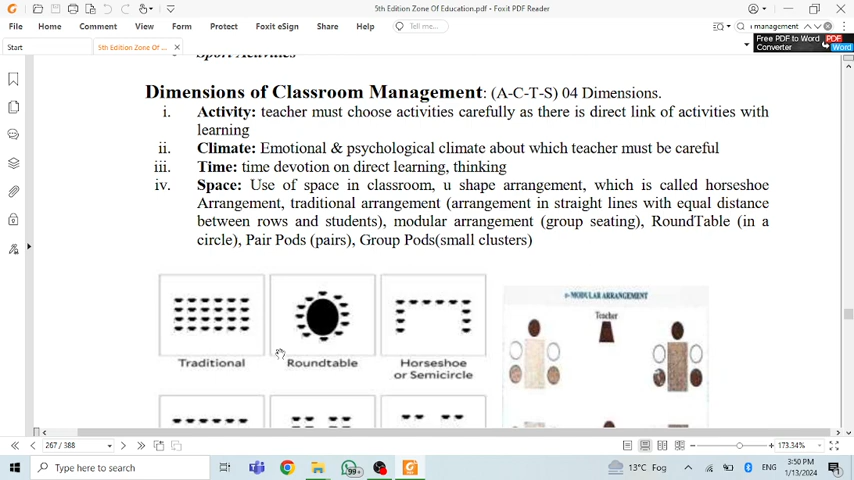 5th Edition Zone Of Education.pdf - Foxit PDF Reader
File Home Comment View Form Protect Foxit eSign Share Help Tell me... n management
Start 5th Edition Zone Of ... Free PDF to Word PDF
Converter Word
Sport Activities
Dimensions of Classroom Management: (A-C-T-S) 04 Dimensions.
i. Activity: teacher must choose activities carefully as there is direct link of activities with
learning
ii. Climate: Emotional & psychological climate about which teacher must be careful
iii. Time: time devotion on direct learning, thinking
iv. Space: Use of space in classroom, u shape arrangement, which is called horseshoe
Arrangement, traditional arrangement (arrangement in straight lines with equal distance
between rows and students), modular arrangement (group seating), RoundTable (in a
circle), Pair Pods (pairs), Group Pods(small clusters)
MODULAR ARRANGEMENT
Teacher
Traditional Roundtable Horseshoe
or Semicircle
267 / 388 173.34%
Type here to search 99+ 13°C Fog ENG 3:50 PM
1/13/2024